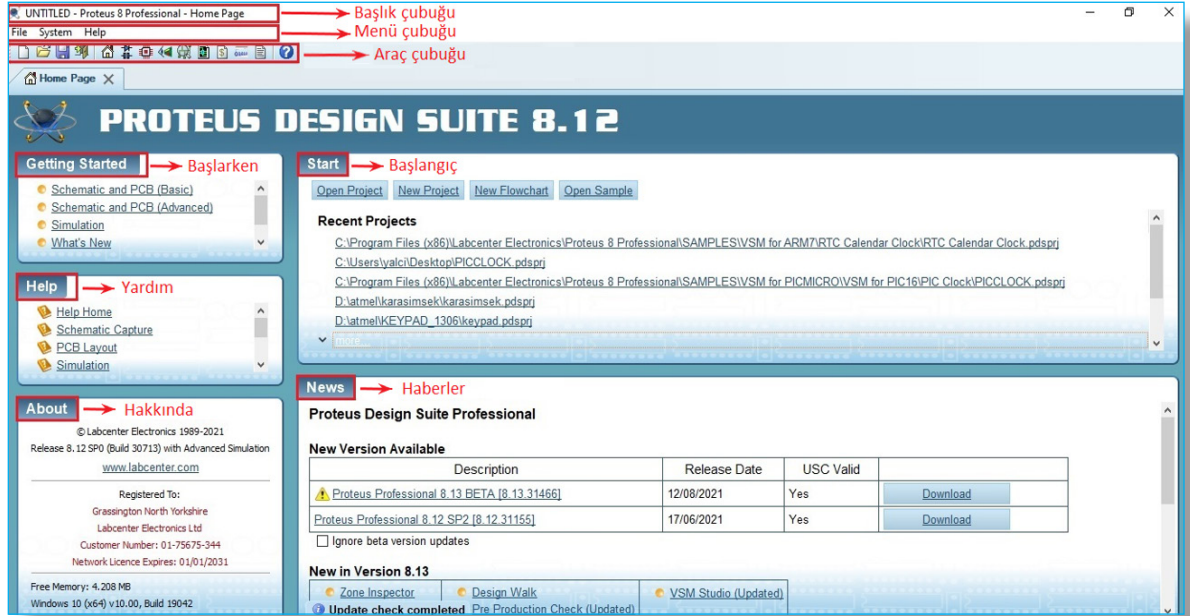 UNTITLED - Proteus 8 Professional - Home Page
Başlık çubuğu
File System Help
Menü çubuğu
Araç çubuğu
Home Page
PROTEUS DESIGN SUITE 8.12
Getting Started
Başlarken
Schematic and PCB (Basic)
Schematic and PCB (Advanced)
Simulation
What's New
Help
Yardım
Help Home
Schematic Capture
PCB Layout
Simulation
About
Hakkında
© Labcenter Electronics 1989-2021
Release 8.12 SP0 (Build 30713) with Advanced Simulation
www.labcenter.com
Registered To:
Grassington North Yorkshire
Labcenter Electronics Ltd
Customer Number: 01-75675-344
Network Licence Expires: 01/01/2031
Free Memory: 4.208 MB
Windows 10 (x64) v10.00, Build 19042
Start
Başlangıç
Open Project New Project New Flowchart Open Sample
Recent Projects
C:\Program Files (x86)\Labcenter Electronics\Proteus 8 Professional\SAMPLES\VSM for ARM7\RTC Calendar Clock\RTC Calendar Clock.pdsprj
C:\Users\yalci\Desktop\PICCLOCK.pdsprj
C:\Program Files (x86)\Labcenter Electronics\Proteus 8 Professional\SAMPLES\VSM for PICMICRO\VSM for PIC16\PIC Clock\PICCLOCK.pdsprj
D:\atmel\karasimsek\karasimsek.pdsprj
D:\atmel\KEYPAD_1306\keypad.pdsprj
more...
News
Haberler
Proteus Design Suite Professional
New Version Available
Description Release Date USC Valid
Proteus Professional 8.13 BETA [8.13.31466] 12/08/2021 Yes Download
Proteus Professional 8.12 SP2 [8.12.31155] 17/06/2021 Yes Download
Ignore beta version updates
New in Version 8.13
Zone Inspector Design Walk VSM Studio (Updated)
Update check completed Pre Production Check (Updated)